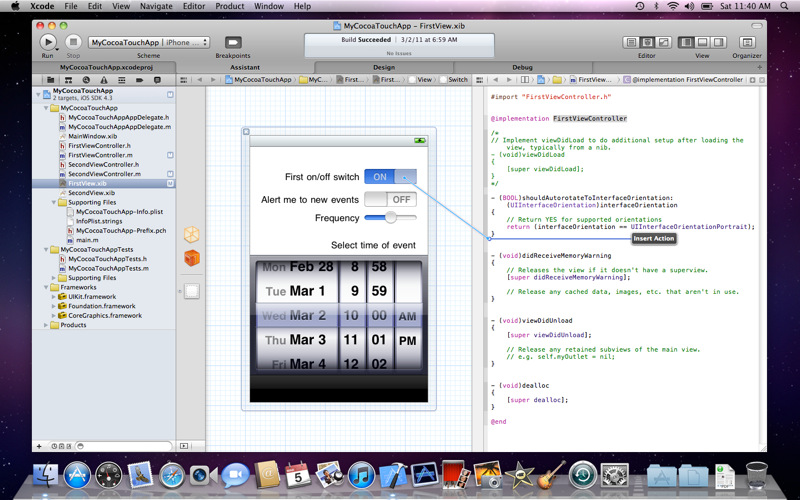 Xcode File Edit View Navigate Editor Product Window Help Sat 11:40 AM
MyCocoaTouchApp - FirstView.xib
MyCocoaTouchApp | iPhone ...
Build Succeeded | 3/2/11 at 6:59 AM
No Issues
Run Stop Scheme Breakpoints Editor View Organizer
MyCocoaTouchApp.xcodeproj Assistant Design Debug
MyCocoaTouchApp MyC... First... First... View Switch
FirstView... @implementation FirstViewController
MyCocoaTouchApp
2 targets, iOS SDK 4.3
MyCocoaTouchApp
MyCocoaTouchAppAppDelegate.h
MyCocoaTouchAppAppDelegate.m
MainWindow.xib
FirstViewController.h
FirstViewController.m
SecondViewController.h
SecondViewController.m
FirstView.xib
SecondView.xib
Supporting Files
MyCocoaTouchApp-Info.plist
InfoPlist.strings
MyCocoaTouchApp-Prefix.pch
main.m
MyCocoaTouchAppTests
MyCocoaTouchAppTests.h
MyCocoaTouchAppTests.m
Supporting Files
Frameworks
UIKit.framework
Foundation.framework
CoreGraphics.framework
Products
First on/off switch ON
Alert me to new events OFF
Frequency
Select time of event
Mon Feb 28 8 58
Tue Mar 1 9 59
Wed Mar 2 10 00 AM
Thu Mar 3 11 01 PM
Fri Mar 4 12 02
#import "FirstViewController.h"
@implementation FirstViewController
/*
// Implement viewDidLoad to do additional setup after loading the
view, typically from a nib.
- (void)viewDidLoad
{
[super viewDidLoad];
}
*/
- (BOOL)shouldAutorotateToInterfaceOrientation:
(UIInterfaceOrientation)interfaceOrientation
{
// Return YES for supported orientations
return (interfaceOrientation == UIInterfaceOrientationPortrait);
}
Insert Action
- (void)didReceiveMemoryWarning
{
// Releases the view if it doesn't have a superview.
[super didReceiveMemoryWarning];
// Release any cached data, images, etc. that aren't in use.
}
- (void)viewDidUnload
{
[super viewDidUnload];
// Release any retained subviews of the main view.
// e.g. self.myOutlet = nil;
}
- (void)dealloc
{
[super dealloc];
}
@end
5